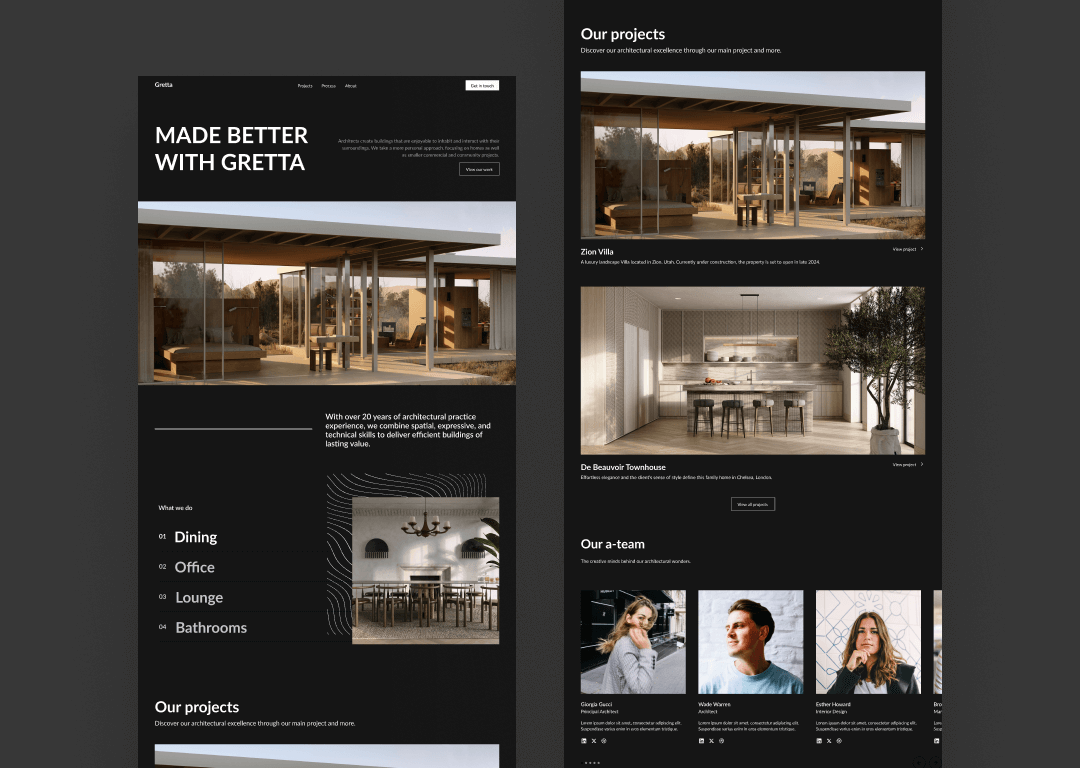 Gretta
Projects Process About
Get in touch
MADE BETTER
WITH GRETTA
Architects create buildings that are enjoyable to inhabit and interact with their
surroundings. We take a more personal approach, focusing on homes as well
as smaller commercial and community projects.
View our work
With over 20 years of architectural practice
experience, we combine spatial, expressive, and
technical skills to deliver efficient buildings of
lasting value.
What we do
01 Dining
02 Office
03 Lounge
04 Bathrooms
Our projects
Discover our architectural excellence through our main project and more.
Our projects
Discover our architectural excellence through our main project and more.
Zion Villa
View project
A luxury landscape Villa located in Zion, Utah. Currently under construction, the property is set to open in late 2024.
De Beauvoir Townhouse
View project
Effortless elegance and the client's sense of style define this family home in Chelsea, London.
View all projects
Our a-team
The creative minds behind our architectural wonders.
Giorgia Gucci
Principal Architect
Lorem ipsum dolor sit amet, consectetur adipiscing elit.
Suspendisse varius enim in eros elementum tristique.
Wade Warren
Architect
Lorem ipsum dolor sit amet, consectetur adipiscing elit.
Suspendisse varius enim in eros elementum tristique.
Esther Howard
Interior Design
Lorem ipsum dolor sit amet, consectetur adipiscing elit.
Suspendisse varius enim in eros elementum tristique.
Bro
Mar